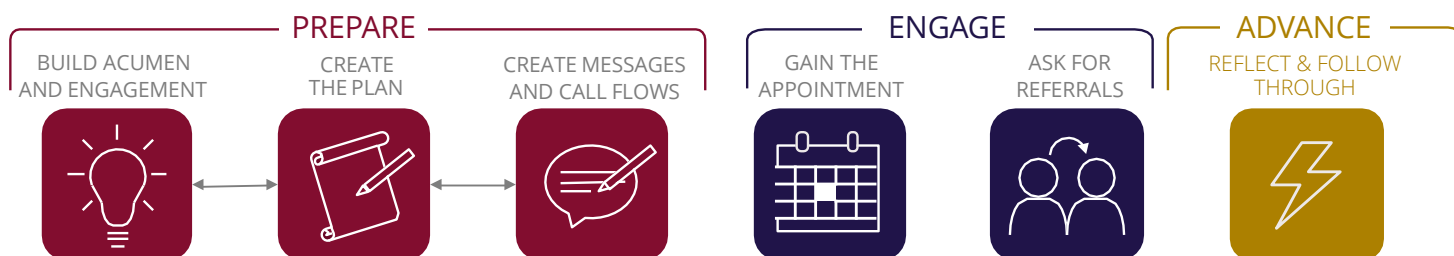 PREPARE
BUILD ACUMEN
AND ENGAGEMENT
CREATE
THE PLAN
CREATE MESSAGES
AND CALL FLOWS
ENGAGE
GAIN THE
APPOINTMENT
ASK FOR
REFERRALS
ADVANCE
REFLECT & FOLLOW
THROUGH